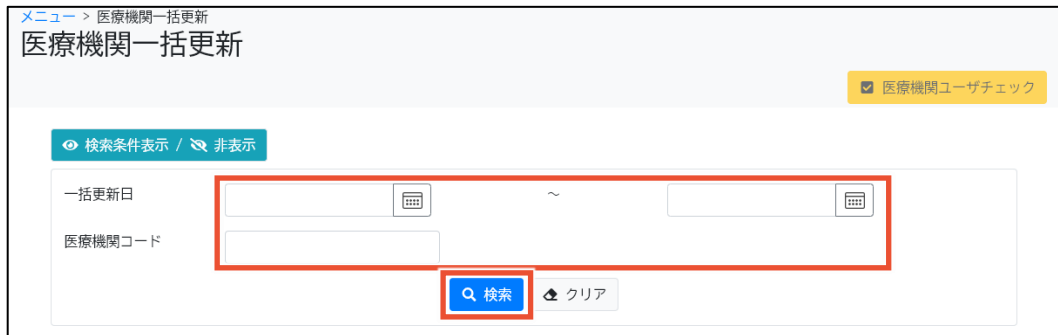 メニュー > 医療機関一括更新
医療機関一括更新
医療機関ユーザチェック
検索条件表示 / 非表示
一括更新日 ~
医療機関コード
検索 クリア